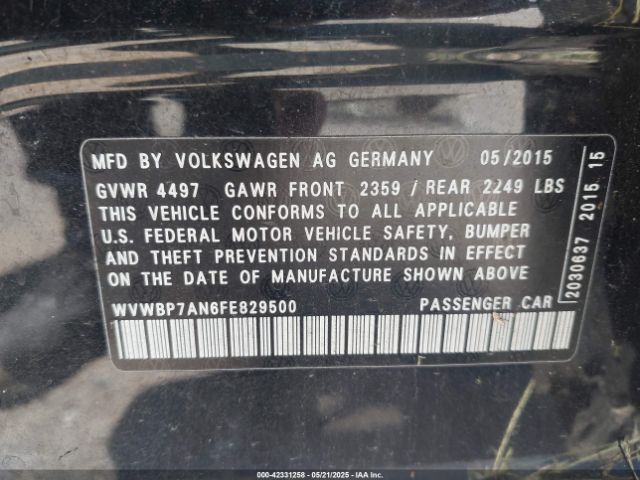 MFD BY VOLKSWAGEN AG GERMANY 05/2015
GVWR 4497 GAWR FRONT 2359 / REAR 2249 LBS
THIS VEHICLE CONFORMS TO ALL APPLICABLE
U.S. FEDERAL MOTOR VEHICLE SAFETY, BUMPER
AND THEFT PREVENTION STANDARDS IN EFFECT
ON THE DATE OF MANUFACTURE SHOWN ABOVE
WVWBP7AN6FE829500 PASSENGER CAR
2030637 2015 15
000-42331258 - 05/21/2025 - IAA Inc.